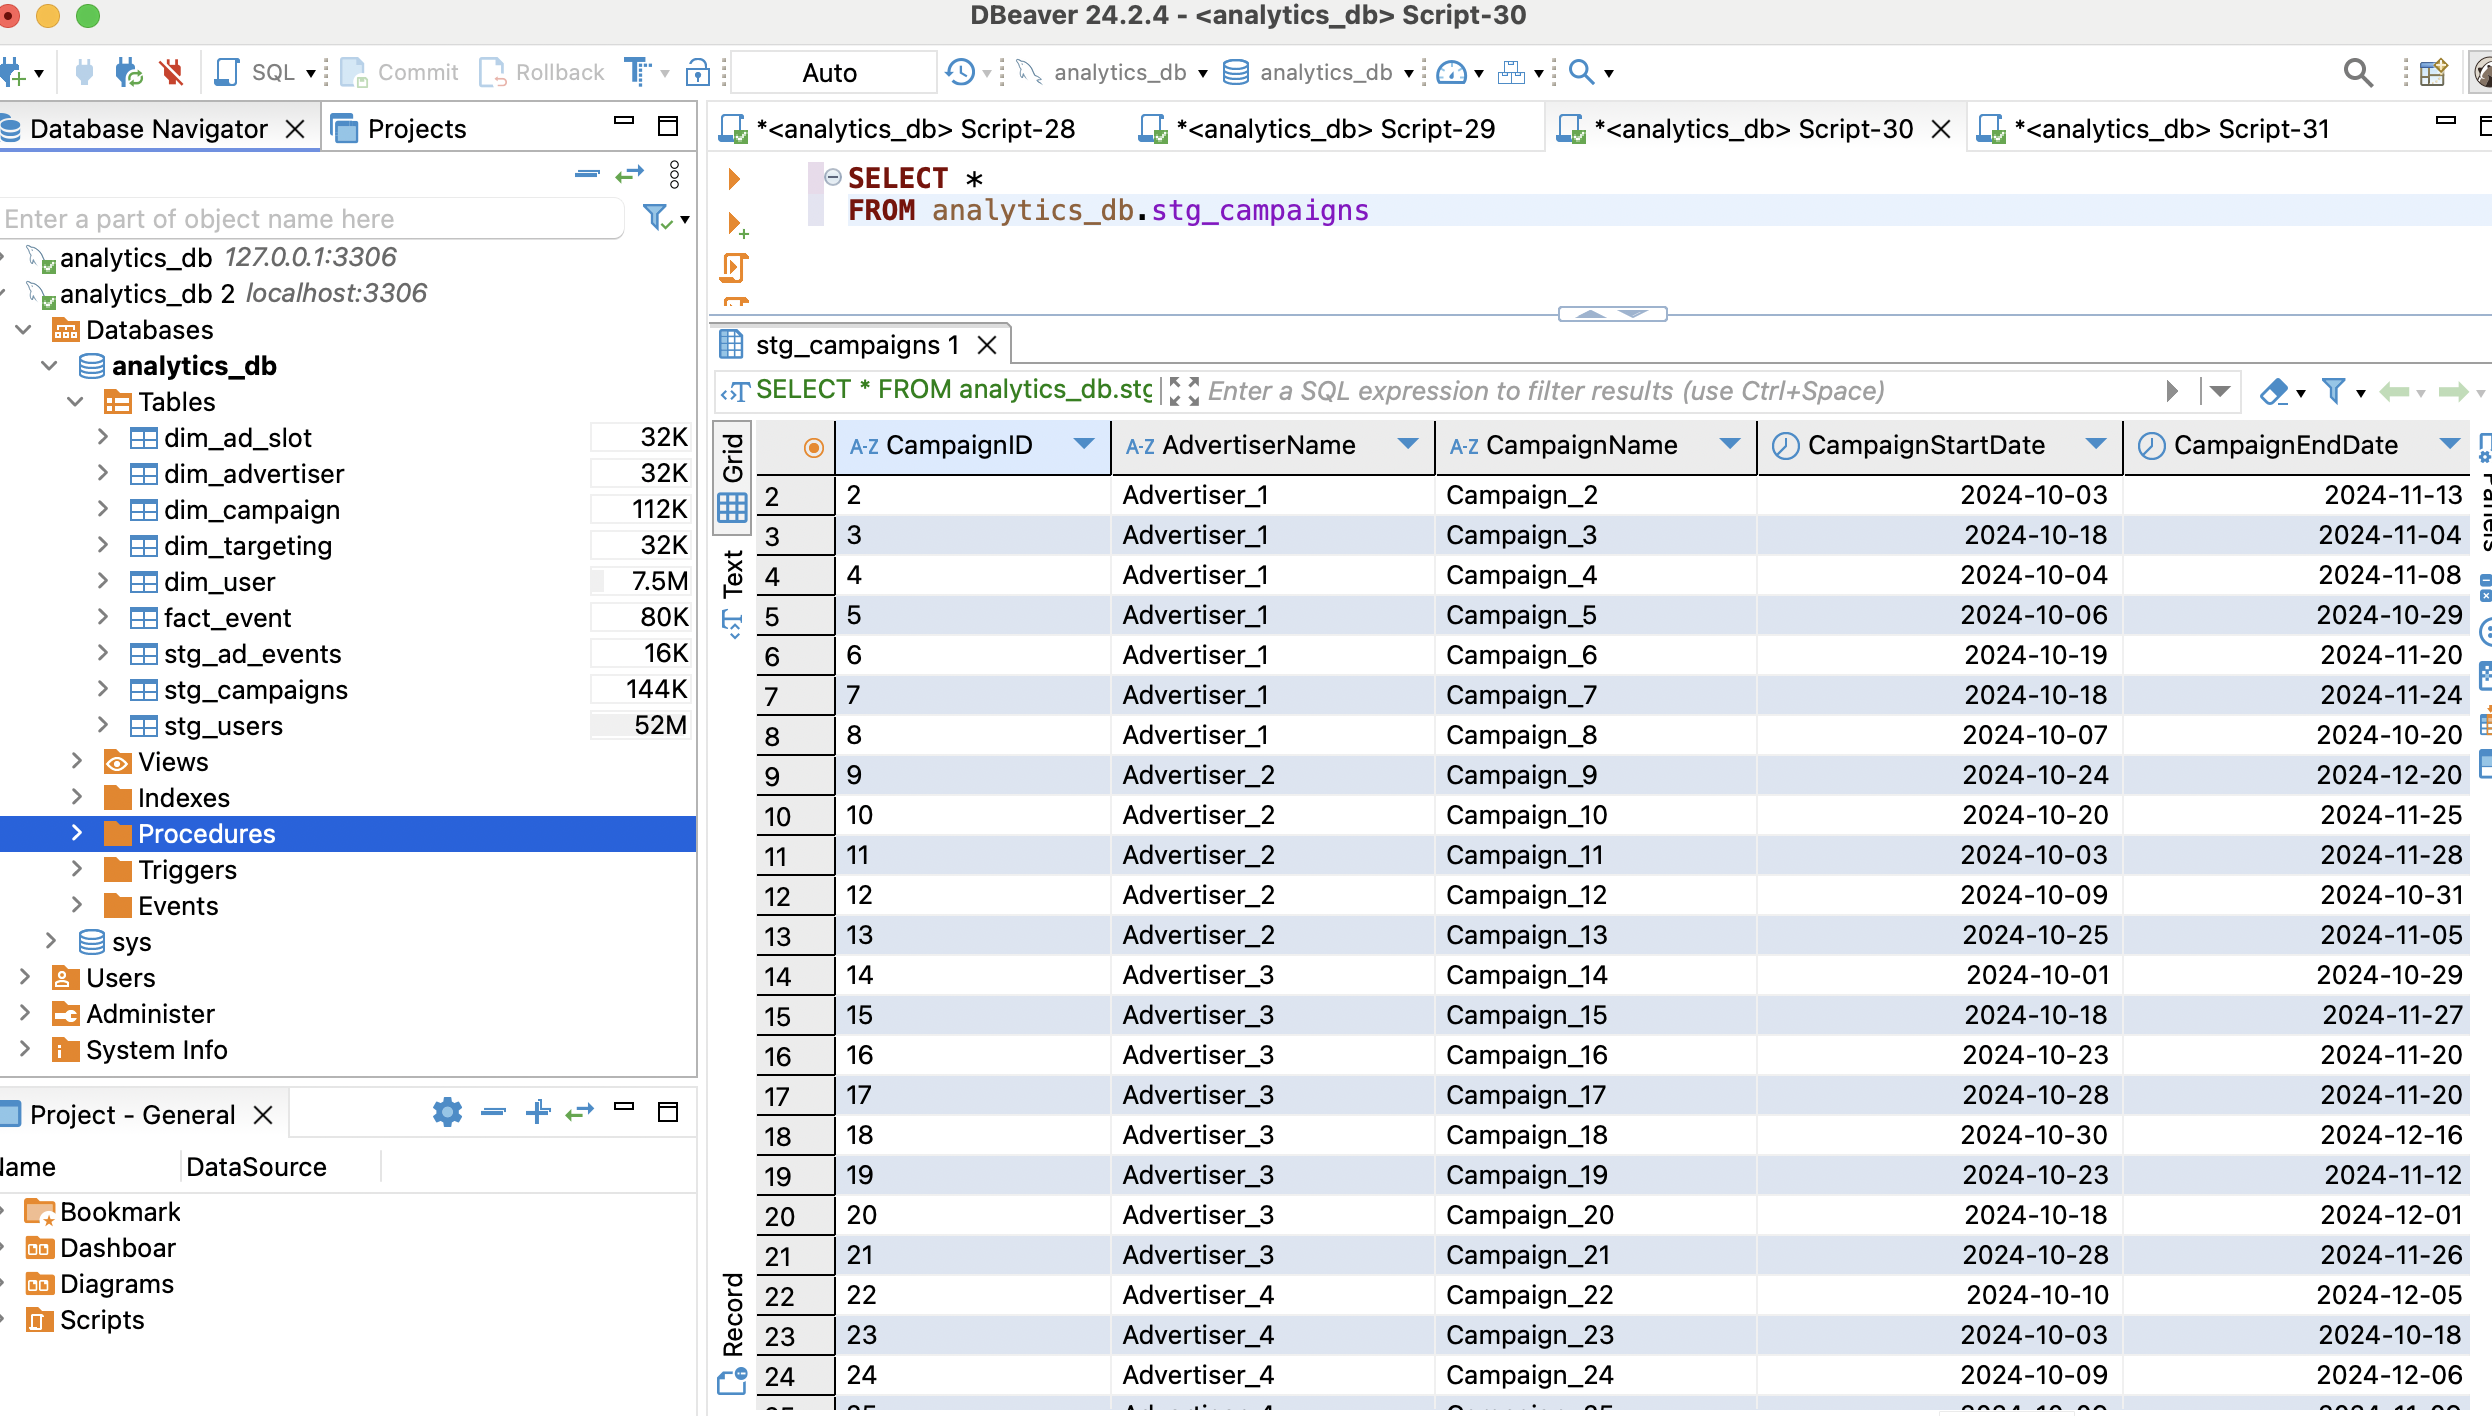 DBeaver 24.2.4 - <analytics_db> Script-30
SQL Commit Rollback Auto analytics_db analytics_db
Database Navigator Projects
Enter a part of object name here
analytics_db 127.0.0.1:3306
analytics_db 2 localhost:3306
Databases
analytics_db
Tables
dim_ad_slot 32K
dim_advertiser 32K
dim_campaign 112K
dim_targeting 32K
dim_user 7.5M
fact_event 80K
stg_ad_events 16K
stg_campaigns 144K
stg_users 52M
Views
Indexes
Procedures
Triggers
Events
sys
Users
Administer
System Info
Project - General
DataSource
Bookmark
Dashboar
Diagrams
Scripts
*<analytics_db> Script-28 *<analytics_db> Script-29 *<analytics_db> Script-30 *<analytics_db> Script-31
SELECT *
FROM analytics_db.stg_campaigns
stg_campaigns 1
SELECT * FROM analytics_db.stg Enter a SQL expression to filter results (use Ctrl+Space)
Grid
Text
Record
A-Z CampaignID A-Z AdvertiserName A-Z CampaignName CampaignStartDate CampaignEndDate
2 2 Advertiser_1 Campaign_2 2024-10-03 2024-11-13
3 3 Advertiser_1 Campaign_3 2024-10-18 2024-11-04
4 4 Advertiser_1 Campaign_4 2024-10-04 2024-11-08
5 5 Advertiser_1 Campaign_5 2024-10-06 2024-10-29
6 6 Advertiser_1 Campaign_6 2024-10-19 2024-11-20
7 7 Advertiser_1 Campaign_7 2024-10-18 2024-11-24
8 8 Advertiser_1 Campaign_8 2024-10-07 2024-10-20
9 9 Advertiser_2 Campaign_9 2024-10-24 2024-12-20
10 10 Advertiser_2 Campaign_10 2024-10-20 2024-11-25
11 11 Advertiser_2 Campaign_11 2024-10-03 2024-11-28
12 12 Advertiser_2 Campaign_12 2024-10-09 2024-10-31
13 13 Advertiser_2 Campaign_13 2024-10-25 2024-11-05
14 14 Advertiser_3 Campaign_14 2024-10-01 2024-10-29
15 15 Advertiser_3 Campaign_15 2024-10-18 2024-11-27
16 16 Advertiser_3 Campaign_16 2024-10-23 2024-11-20
17 17 Advertiser_3 Campaign_17 2024-10-28 2024-11-20
18 18 Advertiser_3 Campaign_18 2024-10-30 2024-12-16
19 19 Advertiser_3 Campaign_19 2024-10-23 2024-11-12
20 20 Advertiser_3 Campaign_20 2024-10-18 2024-12-01
21 21 Advertiser_3 Campaign_21 2024-10-28 2024-11-26
22 22 Advertiser_4 Campaign_22 2024-10-10 2024-12-05
23 23 Advertiser_4 Campaign_23 2024-10-03 2024-10-18
24 24 Advertiser_4 Campaign_24 2024-10-09 2024-12-06